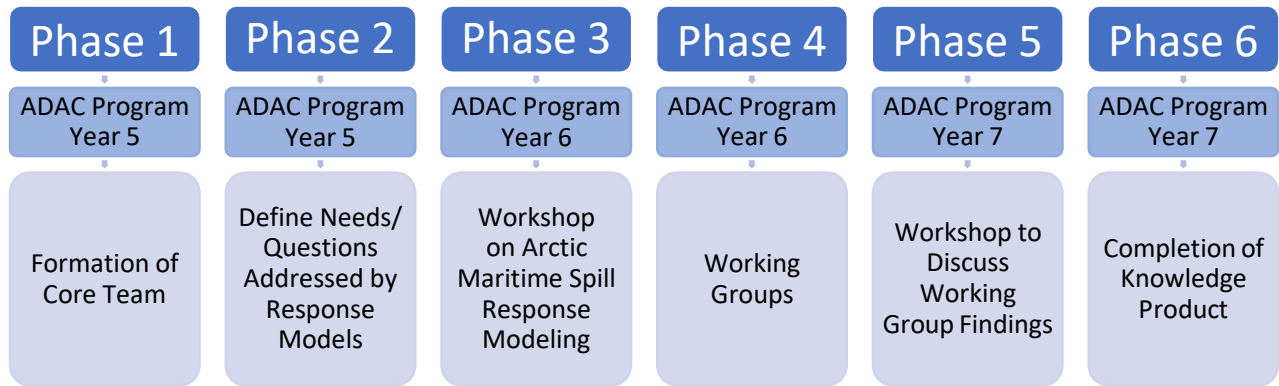 Phase 1
ADAC Program
Year 5
Formation of
Core Team
Phase 2
ADAC Program
Year 5
Define Needs/
Questions
Addressed by
Response
Models
Phase 3
ADAC Program
Year 6
Workshop
on Arctic
Maritime Spill
Response
Modeling
Phase 4
ADAC Program
Year 6
Working
Groups
Phase 5
ADAC Program
Year 7
Workshop to
Discuss
Working
Group Findings
Phase 6
ADAC Program
Year 7
Completion of
Knowledge
Product